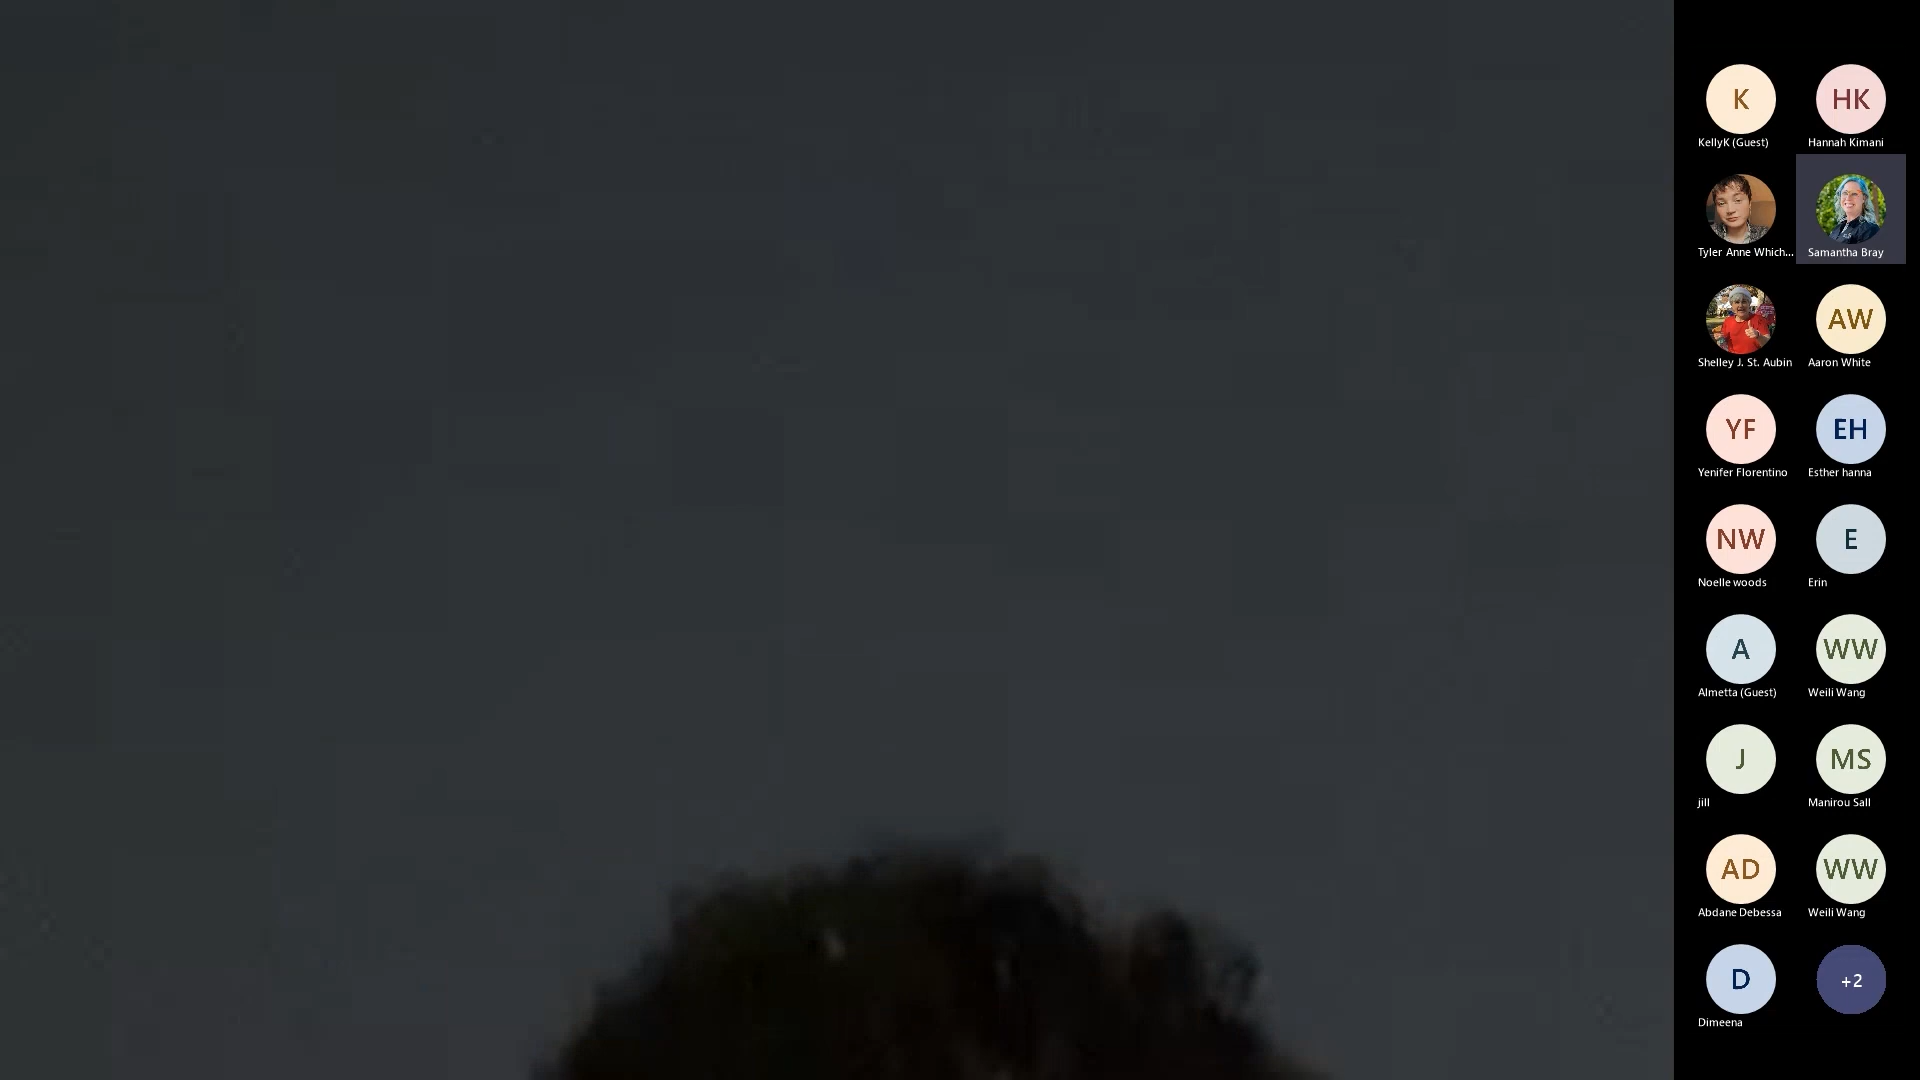 K HK
KellyK (Guest) Hannah Kimani
Tyler Anne Which... Samantha Bray
AW
Shelley J. St. Aubin Aaron White
YF EH
Yenifer Florentino Esther hanna
NW E
Noelle woods Erin
A WW
Almetta (Guest) Weili Wang
J MS
jill Manirou Sall
AD WW
Abdane Debessa Weili Wang
D +2
Dimeena